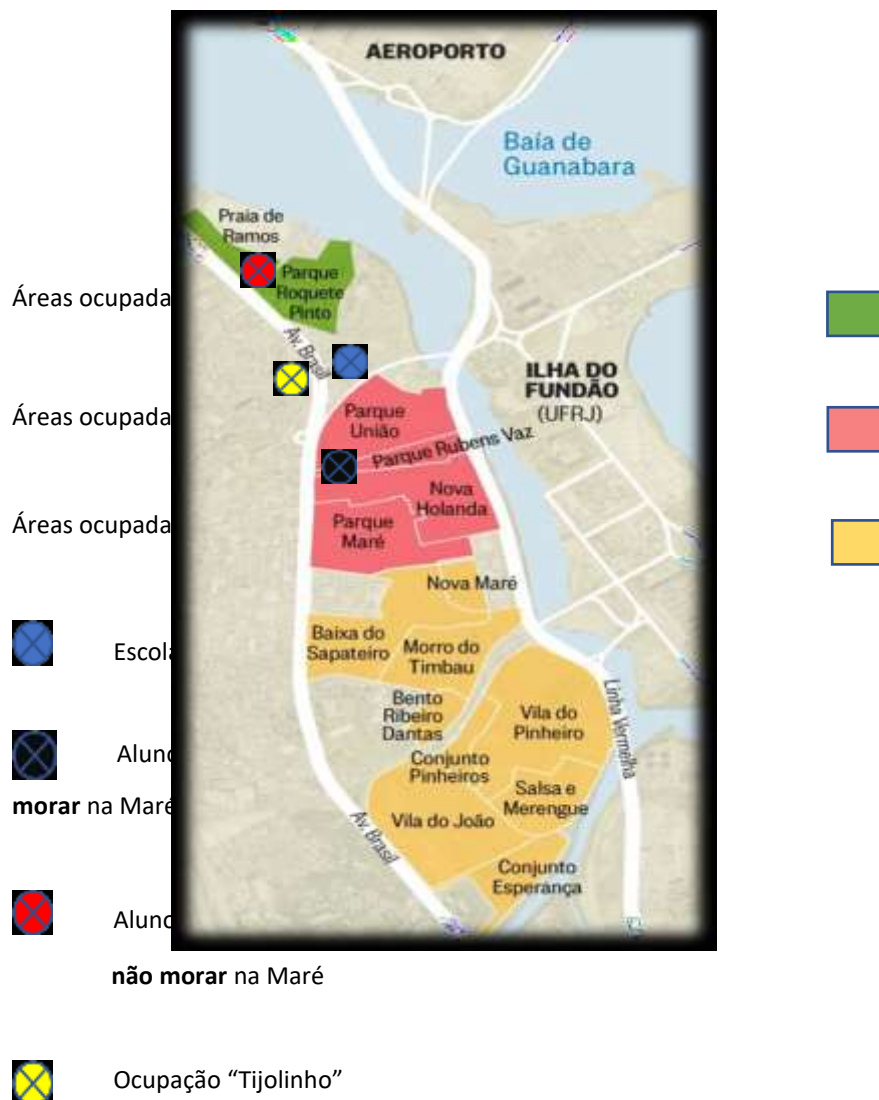 AEROPORTO
Baía de
Guanabara
Praia de
Ramos
Parque
Roquete
Pinto
Áreas ocupada
Av. Brasil
ILHA DO
FUNDÃO
(UFRJ)
Parque
União
Áreas ocupada
Parque Rubens Vaz
Nova
Holanda
Parque
Maré
Áreas ocupada
Nova Maré
Baixa do
Sapateiro
Morro do
Timbau
Escola
Bento
Ribeiro
Dantas
Vila do
Pinheiro
Linha Vermelha
Conjunto
Pinheiros
Salsa e
Merengue
morar na Maré
Vila do João
Av. Brasil
Conjunto
Esperança
não morar na Maré
Ocupação “Tijolinho”